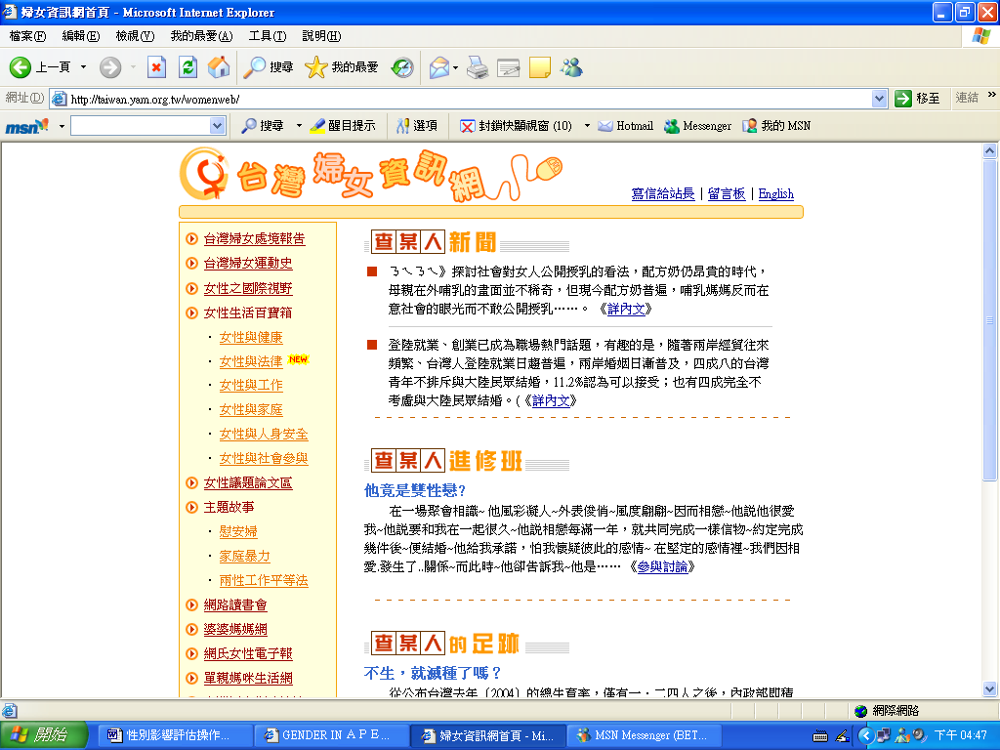 婦女資訊網首頁 - Microsoft Internet Explorer
檔案(F) 編輯(E) 檢視(V) 我的最愛(A) 工具(T) 說明(H)
上一頁 搜尋 我的最愛
網址(D) http://taiwan.yam.org.tw/womenweb/ 移至 連結 »
msn 搜尋 醒目提示 選項 封鎖快顯視窗 (10) Hotmail Messenger 我的 MSN
台灣婦女資訊網
寫信給站長 | 留言板 | English
台灣婦女處境報告
台灣婦女運動史
女性之國際視野
女性生活百寶箱
‧ 女性與健康
‧ 女性與法律 NEW
‧ 女性與工作
‧ 女性與家庭
‧ 女性與人身安全
‧ 女性與社會參與
女性議題論文區
主題故事
‧ 慰安婦
‧ 家庭暴力
‧ 兩性工作平等法
網路讀書會
婆婆媽媽網
網氏女性電子報
單親媽咪生活網
查某人新聞
ㄋㄟㄋㄟ》探討社會對女人公開授乳的看法，配方奶仍昂貴的時代，
母親在外哺乳的畫面並不稀奇，但現今配方奶普遍，哺乳媽媽反而在
意社會的眼光而不敢公開授乳……。《詳內文》
登陸就業、創業已成為職場熱門話題，有趣的是，隨著兩岸經貿往來
頻繁、台灣人登陸就業日趨普遍，兩岸婚姻日漸普及，四成八的台灣
青年不排斥與大陸民眾結婚，11.2%認為可以接受；也有四成完全不
考慮與大陸民眾結婚。(《詳內文》
查某人進修班
他竟是雙性戀?
在一場聚會相識~ 他風彩凝人~外表俊俏~風度翩翩~因而相戀~他說他很愛
我~他說要和我在一起很久~他說相戀每滿一年，就共同完成一樣信物~約定完成
幾件後~便結婚~他給我承諾，怕我懷疑彼此的感情~ 在堅定的感情裡~我們因相
愛.發生了..關係~而此時~他卻告訴我~他是…… 《參與討論》
查某人的足跡
不生，就滅種了嗎？
從公布台灣去年〔2004〕的總生育率，僅有一．二四人之後，內政部即積
網際網路
開始 性別影響評估操作... GENDER IN A P E ... 婦女資訊網首頁 - Mi... MSN Messenger (BET... 下午 04:47